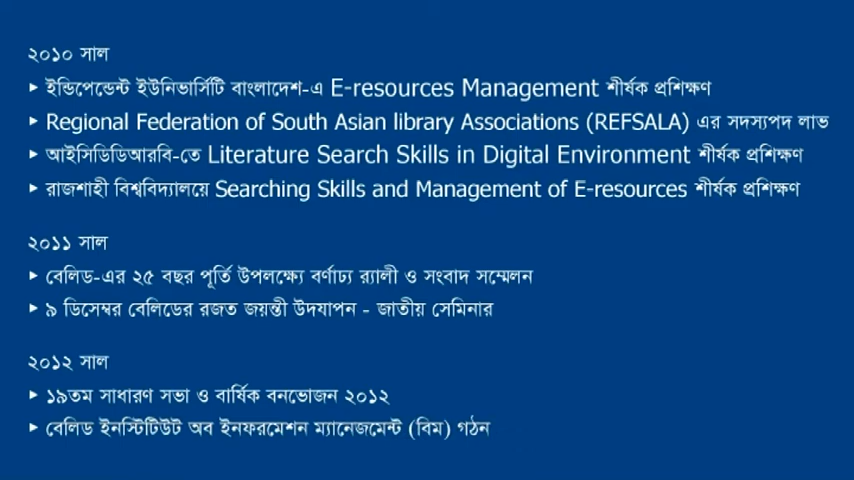 ২০১০ সাল
▸ ইন্ডিপেন্ডেন্ট ইউনিভার্সিটি বাংলাদেশ-এ E-resources Management শীর্ষক প্রশিক্ষণ
▸ Regional Federation of South Asian library Associations (REFSALA) এর সদস্যপদ লাভ
▸ আইসিডিডিআরবি-তে Literature Search Skills in Digital Environment শীর্ষক প্রশিক্ষণ
▸ রাজশাহী বিশ্ববিদ্যালয়ে Searching Skills and Management of E-resources শীর্ষক প্রশিক্ষণ
২০১১ সাল
▸ বেলিড-এর ২৫ বছর পূর্তি উপলক্ষ্যে বর্ণাঢ্য র‍্যালী ও সংবাদ সম্মেলন
▸ ৯ ডিসেম্বর বেলিডের রজত জয়ন্তী উদযাপন - জাতীয় সেমিনার
২০১২ সাল
▸ ১৯তম সাধারণ সভা ও বার্ষিক বনভোজন ২০১২
▸ বেলিড ইনস্টিটিউট অব ইনফরমেশন ম্যানেজমেন্ট (বিম) গঠন